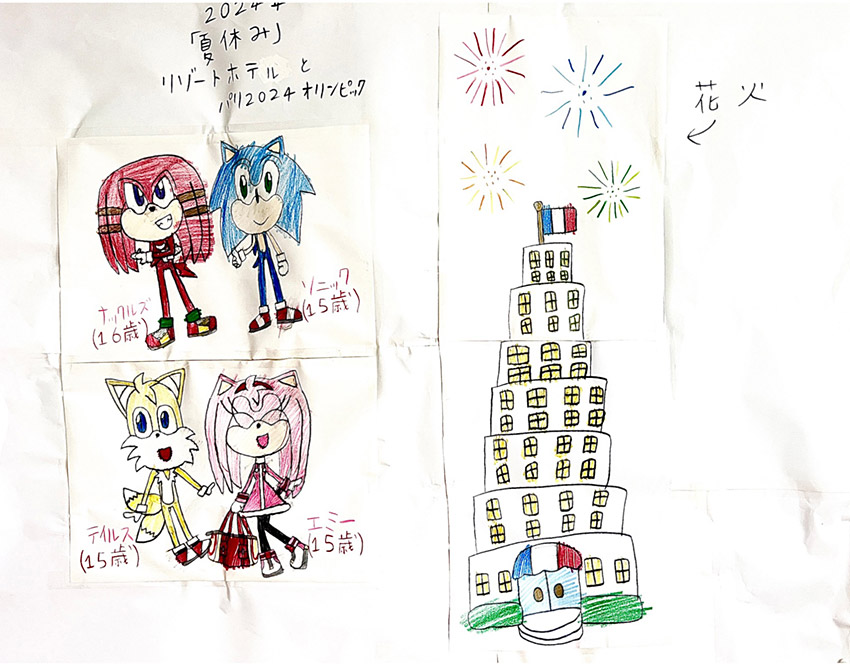 2024年
「夏休み」
リゾートホテルと
パリ2024オリンピック
花火
ナックルズ
(16歳)
ソニック
(15歳)
テイルス
(15歳)
エミー
(15歳)